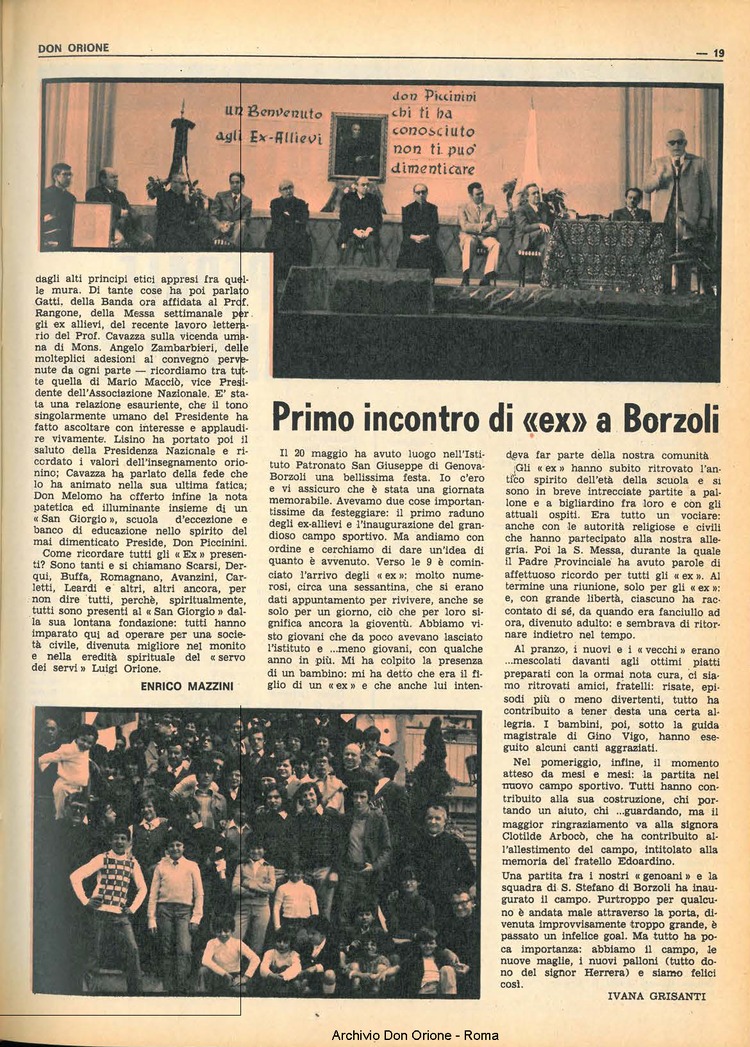 DON ORIONE
— 19
un Benvenuto
agli Ex-Allievi
don Piccinini
chi ti ha
conosciuto
non ti può
dimenticare
dagli alti principi etici appresi fra quel-
le mura. Di tante cose ha poi parlato
Gatti, della Banda ora affidata al Prof.
Rangone, della Messa settimanale per
gli ex allievi, del recente lavoro lettera-
rio del Prof. Cavazza sulla vicenda uma-
na di Mons. Angelo Zambarbieri, delle
molteplici adesioni al convegno perve-
nute da ogni parte — ricordiamo tra tut-
te quella di Mario Macciò, vice Presi-
dente dell'Associazione Nazionale. E' sta-
ta una relazione esauriente, che il tono
singolarmente umano del Presidente ha
fatto ascoltare con interesse e applaudi-
re vivamente. Lisino ha portato poi il
saluto della Presidenza Nazionale e ri-
cordato i valori dell'insegnamento orio-
nino; Cavazza ha parlato della fede che
lo ha animato nella sua ultima fatica;
Don Melomo ha offerto infine la nota
patetica ed illuminante insieme di un
« San Giorgio », scuola d'eccezione e
banco di educazione nello spirito del
mai dimenticato Preside, Don Piccinini.
Come ricordare tutti gli « Ex » presen-
ti? Sono tanti e si chiamano Scarsi, Der-
qui, Buffa, Romagnano, Avanzini, Car-
letti, Leardi e altri, altri ancora, per
non dire tutti, perchè, spiritualmente,
tutti sono presenti al « San Giorgio » dal-
la sua lontana fondazione: tutti hanno
imparato qui ad operare per una socie-
tà civile, divenuta migliore nel monito
e nella eredità spirituale del « servo
dei servi » Luigi Orione.
ENRICO MAZZINI
Primo incontro di «ex» a Borzoli
Il 20 maggio ha avuto luogo nell'Isti-
tuto Patronato San Giuseppe di Genova-
Borzoli una bellissima festa. Io c'ero
e vi assicuro che è stata una giornata
memorabile. Avevamo due cose importan-
tissime da festeggiare: il primo raduno
degli ex-allievi e l'inaugurazione del gran-
dioso campo sportivo. Ma andiamo con
ordine e cerchiamo di dare un'idea di
quanto è avvenuto. Verso le 9 è comin-
ciato l'arrivo degli « ex »: molto nume-
rosi, circa una sessantina, che si erano
dati appuntamento per rivivere, anche se
solo per un giorno, ciò che per loro si-
gnifica ancora la gioventù. Abbiamo vi-
sto giovani che da poco avevano lasciato
l'istituto e ...meno giovani, con qualche
anno in più. Mi ha colpito la presenza
di un bambino: mi ha detto che era il fi-
glio di un « ex » e che anche lui inten-
deva far parte della nostra comunità
Gli « ex » hanno subito ritrovato l'an-
tico spirito dell'età della scuola e si
sono in breve intrecciate partite a pal-
lone e a bigliardino fra loro e con gli
attuali ospiti. Era tutto un vociare:
anche con le autorità religiose e civili
che hanno partecipato alla nostra alle-
gria. Poi la S. Messa, durante la quale
il Padre Provinciale ha avuto parole di
affettuoso ricordo per tutti gli « ex ». Al
termine una riunione, solo per gli « ex »:
e, con grande libertà, ciascuno ha rac-
contato di sé, da quando era fanciullo ad
ora, divenuto adulto: e sembrava di ritor-
nare indietro nel tempo.
Al pranzo, i nuovi e i « vecchi » erano
...mescolati davanti agli ottimi piatti
preparati con la ormai nota cura, ci sia-
mo ritrovati amici, fratelli: risate, epi-
sodi più o meno divertenti, tutto ha
contribuito a tener desta una certa al-
legria. I bambini, poi, sotto la guida
magistrale di Gino Vigo, hanno ese-
guito alcuni canti aggraziati.
Nel pomeriggio, infine, il momento
atteso da mesi e mesi: la partita nel
nuovo campo sportivo. Tutti hanno con-
tribuito alla sua costruzione, chi por-
tando un aiuto, chi ...guardando, ma il
maggior ringraziamento va alla signora
Clotilde Arbocò, che ha contribuito al-
l'allestimento del campo, intitolato alla
memoria del fratello Edoardino.
Una partita fra i nostri « genoani » e la
squadra di S. Stefano di Borzoli ha inau-
gurato il campo. Purtroppo per qualcu-
no è andata male attraverso la porta, di-
venuta improvvisamente troppo grande, è
passato un infelice goal. Ma tutto ha po-
ca importanza: abbiamo il campo, le
nuove maglie, i nuovi palloni (tutto do-
no del signor Herrera) e siamo felici
così.
IVANA GRISANTI
Archivio Don Orione - Roma